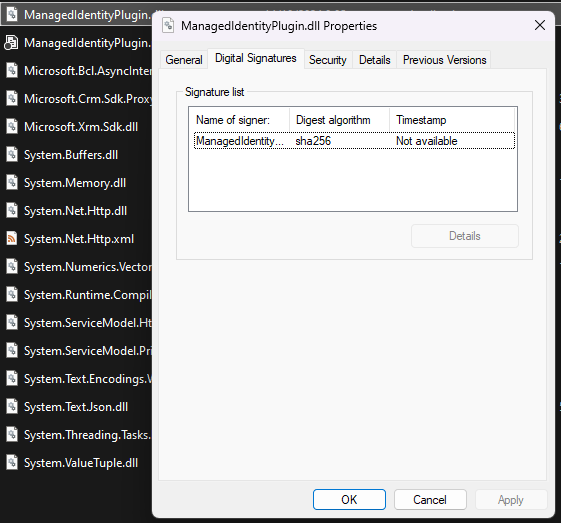 ManagedIdentityPlugin.
ManagedIdentityPlugin.
Microsoft.Bcl.AsyncInter
Microsoft.Crm.Sdk.Proxy
Microsoft.Xrm.Sdk.dll
System.Buffers.dll
System.Memory.dll
System.Net.Http.dll
System.Net.Http.xml
System.Numerics.Vector
System.Runtime.Compil
System.ServiceModel.Ht
System.ServiceModel.Pri
System.Text.Encodings.W
System.Text.Json.dll
System.Threading.Tasks.
System.ValueTuple.dll
ManagedIdentityPlugin.dll Properties
General Digital Signatures Security Details Previous Versions
Signature list
Name of signer: Digest algorithm Timestamp
ManagedIdentity... sha256 Not available
Details
OK Cancel Apply